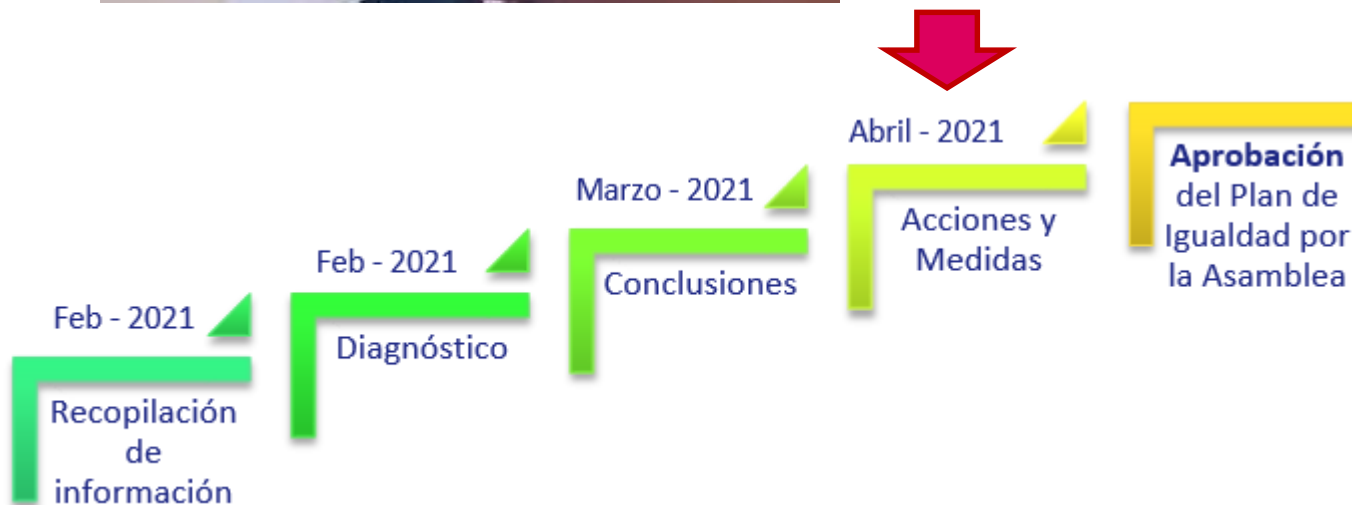 Feb - 2021
Recopilación
de
información
Feb - 2021
Diagnóstico
Marzo - 2021
Conclusiones
Abril - 2021
Acciones y
Medidas
Aprobación
del Plan de
Igualdad por
la Asamblea